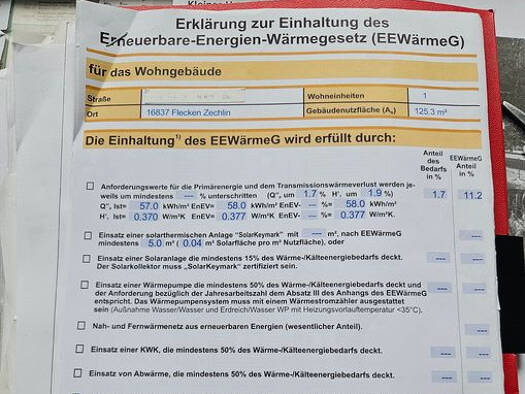 Erklärung zur Einhaltung des
Erneuerbare-Energien-Wärmegesetz (EEWärmeG)
für das Wohngebäude
Straße
Wohneinheiten 1
Ort 16837 Flecken Zechlin Gebäudenutzfläche (AN) 125.3 m²
Die Einhaltung¹⁾ des EEWärmeG wird erfüllt durch:
Anteil des Bedarfs in %
EEWärmeG Anteil in %
☐ Anforderungswerte für die Primärenergie und dem Transmissionswärmeverlust werden je-
weils um mindestens --- % unterschritten (Q", um 1.7 % H'. um 1.9 %) 1.7 11.2
Q", Ist= 57.0 kWh/m² EnEV= 58.0 kWh/m² EnEV- --- %= 58.0 kWh/m²
H'. Ist= 0.370 W/m²K EnEV= 0.377 W/m²K EnEV- --- %= 0.377 W/m²K.
☐ Einsatz einer solarthermischen Anlage "SolarKeymark" mit --- m², nach EEWärmeG ---
mindestens 5.0 m² ( 0.04 m² Solarfläche pro m² Nutzfläche), oder
☐ Einsatz einer Solaranlage die mindestens 15% des Wärme-/Kälteenergiebedarfs deckt. --- ---
Der Solarkollektor muss „SolarKeymark" zertifiziert sein.
☐ Einsatz einer Wärmepumpe die mindestens 50% des Wärme-/Kälteenergiebedarfs deckt und --- ---
der Anforderung bezüglich der Jahresarbeitszahl dem Absatz III des Anhangs des EEWärmeG
entspricht. Das Wärmepumpensystem muss mit einem Wärmestromzähler ausgestattet
sein (Außnahme Wasser/Wasser und Erdreich/Wasser WP mit Heizungsvorlauftemperatur <35°C).
☐ Nah- und Fernwärmenetz aus erneuerbaren Energien (wesentlicher Anteil). ---
☐ Einsatz einer KWK, die mindestens 50% des Wärme-/Kälteenergiebedarfs deckt. --- ---
☐ Einsatz von Abwärme, die mindestens 50% des Wärme-/Kälteenergiebedarfs deckt. --- ---